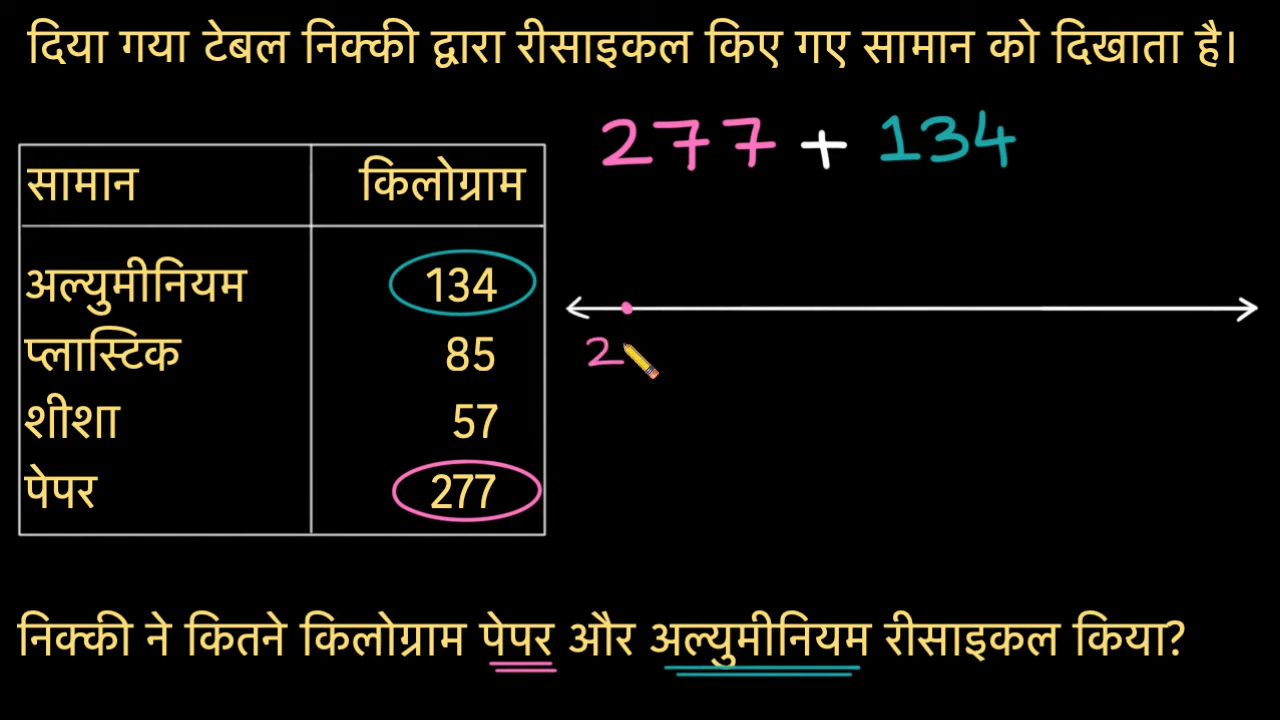 दिया गया टेबल निक्की द्वारा रीसाइकल किए गए सामान को दिखाता है।
277 + 134
सामान किलोग्राम
अल्युमीनियम 134
प्लास्टिक 85
शीशा 57
पेपर 277
2
निक्की ने कितने किलोग्राम पेपर और अल्युमीनियम रीसाइकल किया?